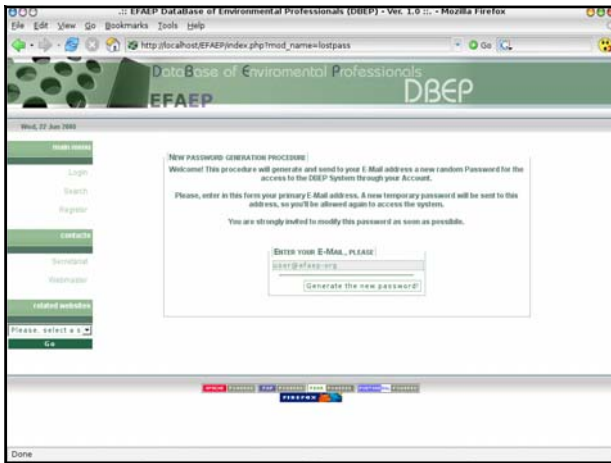 .:: EFAEP DataBase of Environmental Professionals (DBEP) - Ver. 1.0 ::. - Mozilla Firefox
File Edit View Go Bookmarks Tools Help
http://localhost/EFAEP/index.php?mod_name=lostpass
Go
DataBase of Enviromental Professionals
EFAEP
DBEP
Wed, 22 Jun 2005
main menu
Login
Search
Register
contacts
Secretariat
Webmaster
related websites
Please, select a s
Go
NEW PASSWORD GENERATION PROCEDURE
Welcome! This procedure will generate and send to your E-Mail address a new random Password for the
access to the DBEP System through your Account.
Please, enter in this form your primary E-Mail address. A new temporary password will be sent to this
address, so you'll be allowed again to access the system.
You are strongly invited to modify this password as soon as possibile.
ENTER YOUR E-MAIL, PLEASE
user@efaep-org
Generate the new password!
FIREFOX
Done